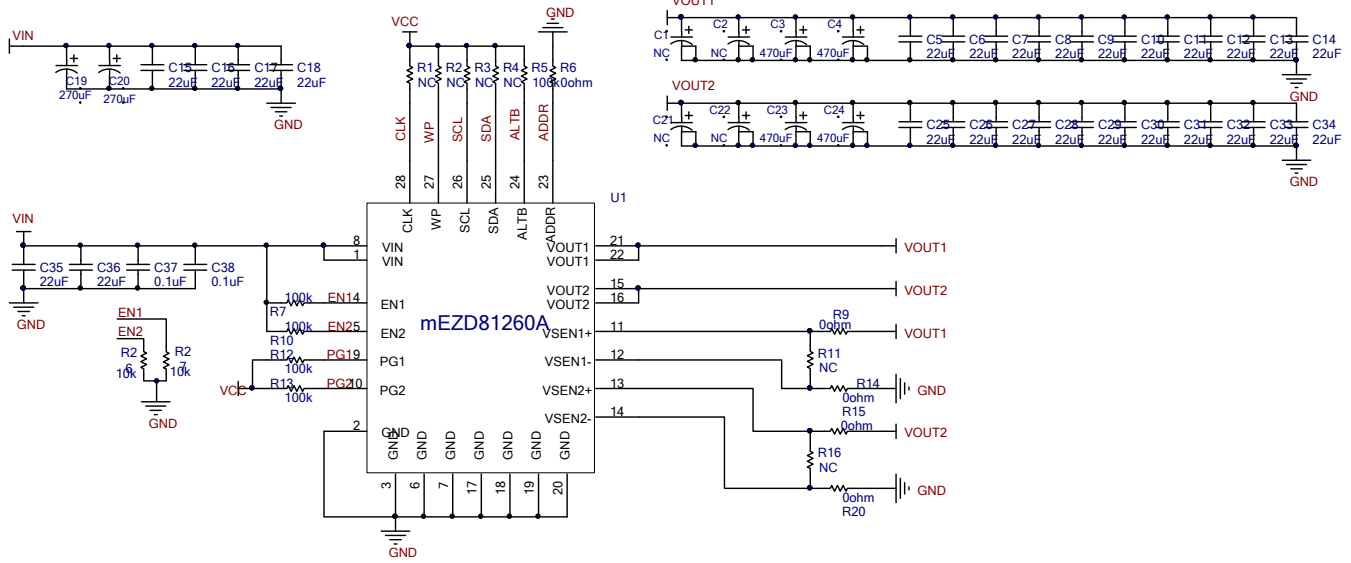 VIN
C19
270uF
C20
270uF
C15
22uF
C16
22uF
C17
22uF
C18
22uF
GND
VCC
GND
R1
NC
R2
NC
R3
NC
R4
NC
R5
100k
R6
0ohm
CLK
WP
SCL
SDA
ALTB
ADDR
28
27
26
25
24
23
VOUT1
C1
NC
C2
NC
C3
470uF
C4
470uF
C5
22uF
C6
22uF
C7
22uF
C8
22uF
C9
22uF
C10
22uF
C11
22uF
C12
22uF
C13
22uF
C14
22uF
GND
VOUT2
C21
NC
C22
NC
C23
470uF
C24
470uF
C25
22uF
C26
22uF
C27
22uF
C28
22uF
C29
22uF
C30
22uF
C31
22uF
C32
22uF
C33
22uF
C34
22uF
GND
VIN
C35
22uF
C36
22uF
C37
0.1uF
C38
0.1uF
GND
EN1
EN2
R26
10k
R27
10k
GND
R7
100k
R10
100k
R12
100k
R13
100k
VCC
EN1
EN2
PG1
PG2
8
1
4
5
9
10
2
U1
CLK
WP
SCL
SDA
ALTB
ADDR
VIN
VIN
EN1
EN2
PG1
PG2
GND
mEZD81260A
VOUT1
VOUT1
VOUT2
VOUT2
VSEN1+
VSEN1-
VSEN2+
VSEN2-
GND
GND
GND
GND
GND
GND
GND
3
6
7
17
18
19
20
GND
21
22
15
16
11
12
13
14
VOUT1
VOUT2
R9
0ohm
VOUT1
R11
NC
R14
0ohm
GND
R15
0ohm
VOUT2
R16
NC
0ohm
R20
GND